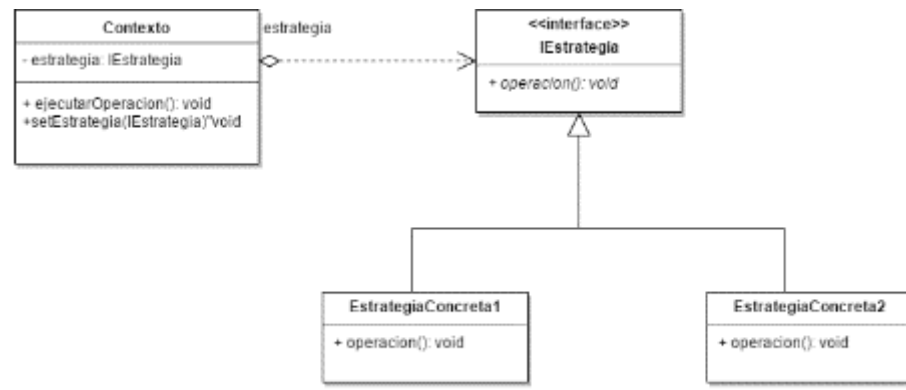 Contexto
- estrategia: IEstrategia
+ ejecutarOperacion(): void
+setEstrategia(IEstrategia)"void
estrategia
<<interface>>
IEstrategia
+ operacion(): void
EstrategiaConcreta1
+ operacion(): void
EstrategiaConcreta2
+ operacion(): void